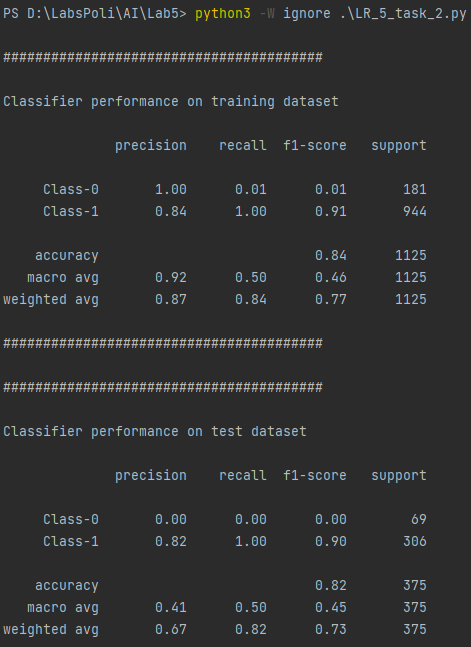 PS D:\LabsPoli\AI\Lab5> python3 -W ignore .\LR_5_task_2.py
########################################
Classifier performance on training dataset
precision recall f1-score support
Class-0 1.00 0.01 0.01 181
Class-1 0.84 1.00 0.91 944
accuracy 0.84 1125
macro avg 0.92 0.50 0.46 1125
weighted avg 0.87 0.84 0.77 1125
########################################
########################################
Classifier performance on test dataset
precision recall f1-score support
Class-0 0.00 0.00 0.00 69
Class-1 0.82 1.00 0.90 306
accuracy 0.82 375
macro avg 0.41 0.50 0.45 375
weighted avg 0.67 0.82 0.73 375